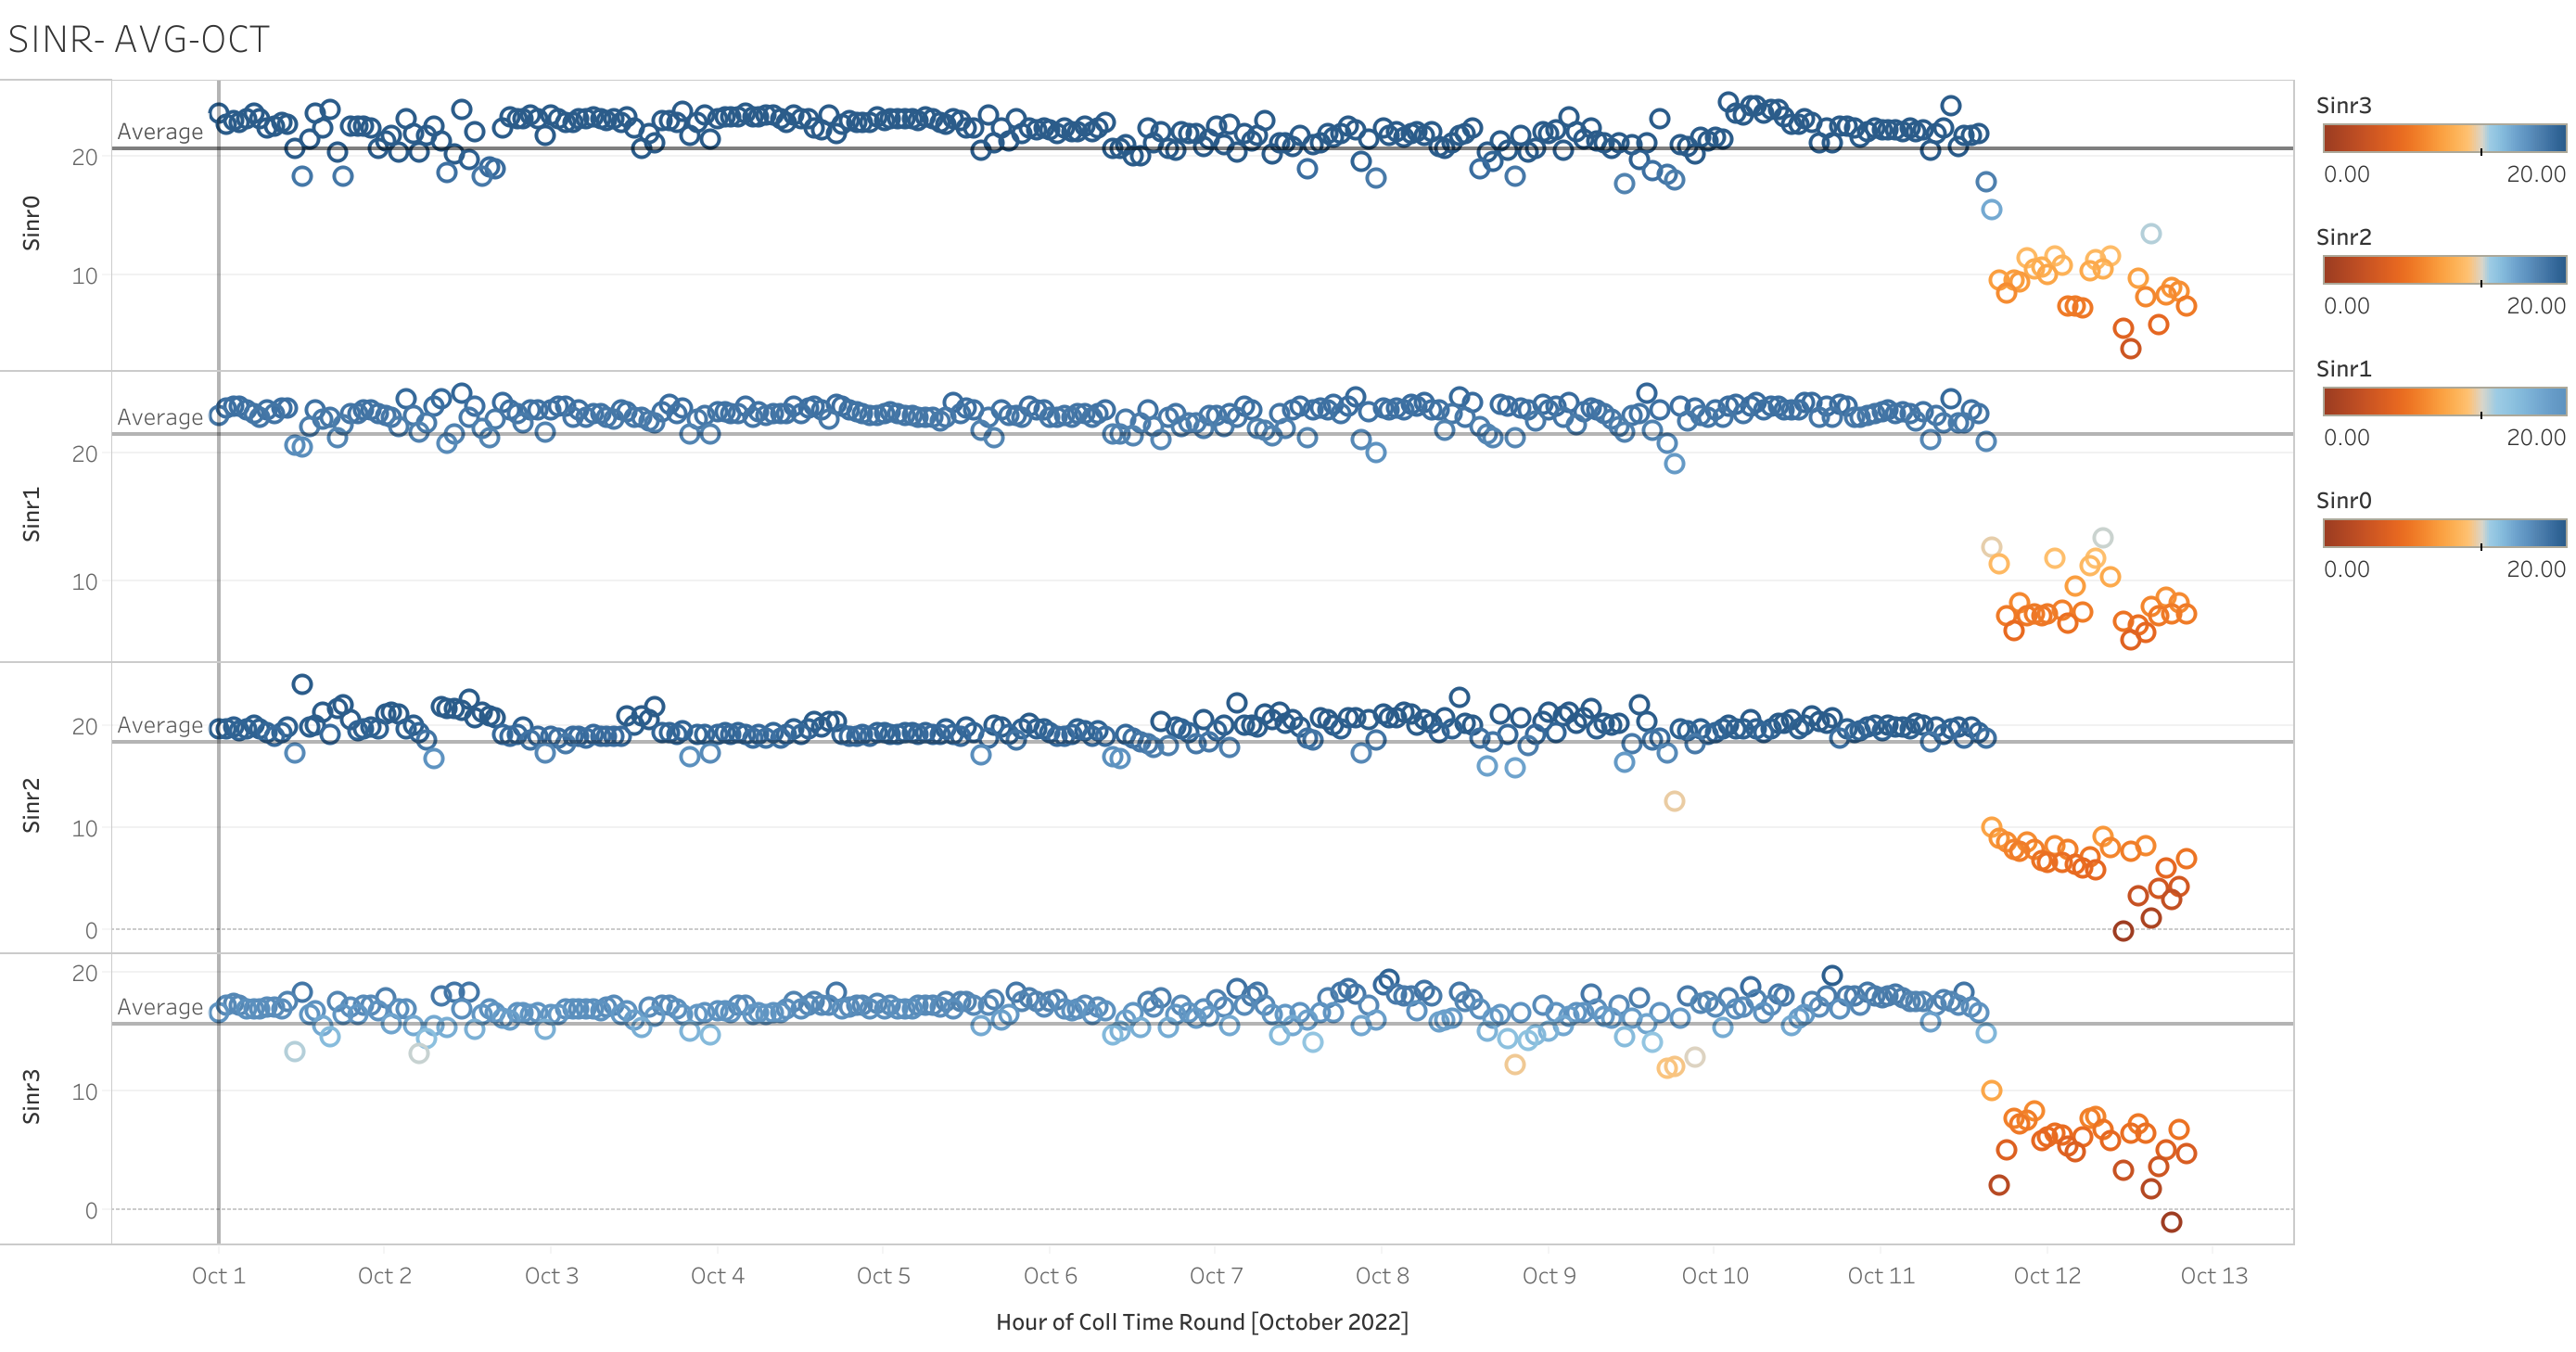 SINR- AVG-OCT
Sinr0
Average
20
10
Sinr1
Average
20
10
Sinr2
Average
20
10
0
Sinr3
20
Average
10
0
Oct 1 Oct 2 Oct 3 Oct 4 Oct 5 Oct 6 Oct 7 Oct 8 Oct 9 Oct 10 Oct 11 Oct 12 Oct 13
Hour of Coll Time Round [October 2022]
Sinr3
0.00 20.00
Sinr2
0.00 20.00
Sinr1
0.00 20.00
Sinr0
0.00 20.00